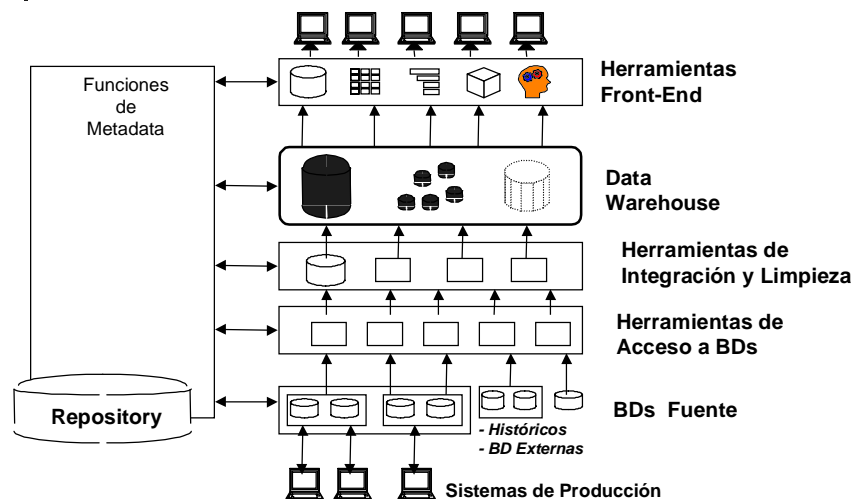 Funciones
de
Metadata
Herramientas
Front-End
Data
Warehouse
Herramientas de
Integración y Limpieza
Herramientas de
Acceso a BDs
BDs Fuente
Repository
- Históricos
- BD Externas
Sistemas de Producción